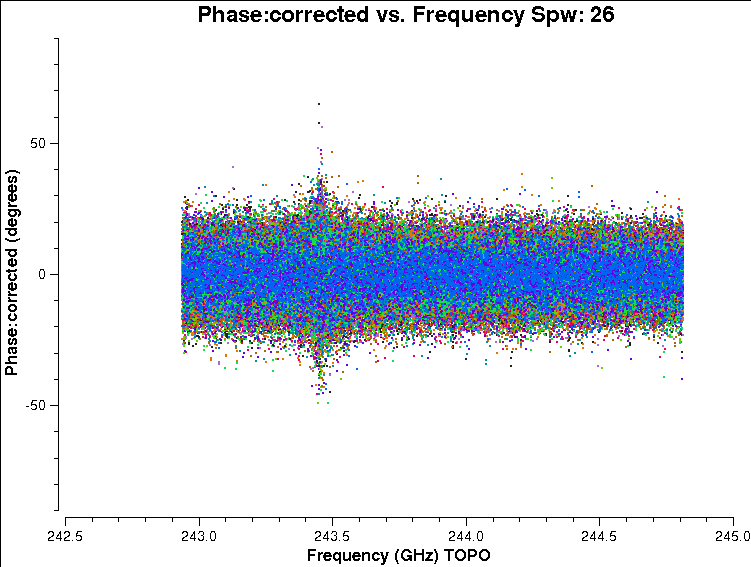 Phase:corrected vs. Frequency Spw: 26
Phase:corrected (degrees)
50
0
-50
242.5 243.0 243.5 244.0 244.5 245.0
Frequency (GHz) TOPO